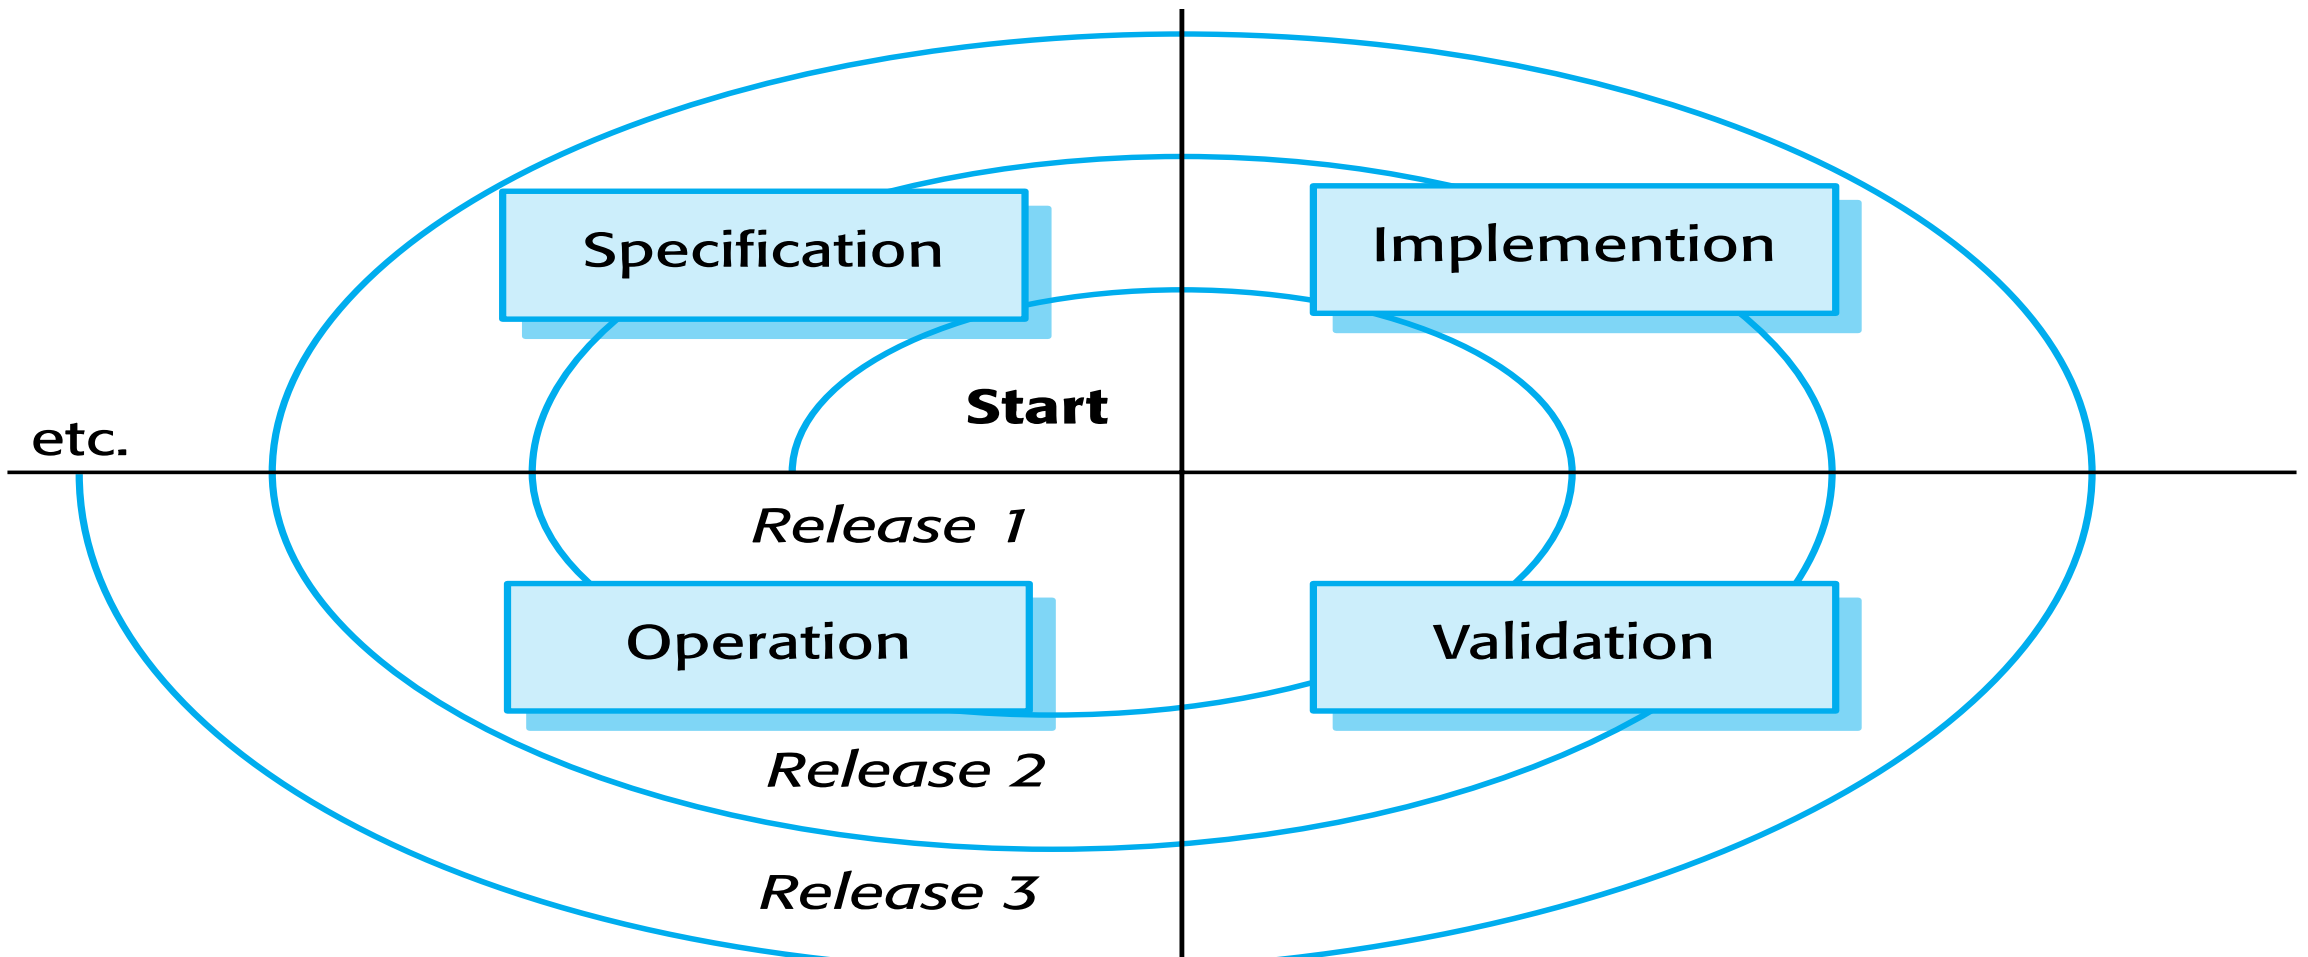 Specification
Implemention
Start
etc.
Release 1
Operation
Validation
Release 2
Release 3